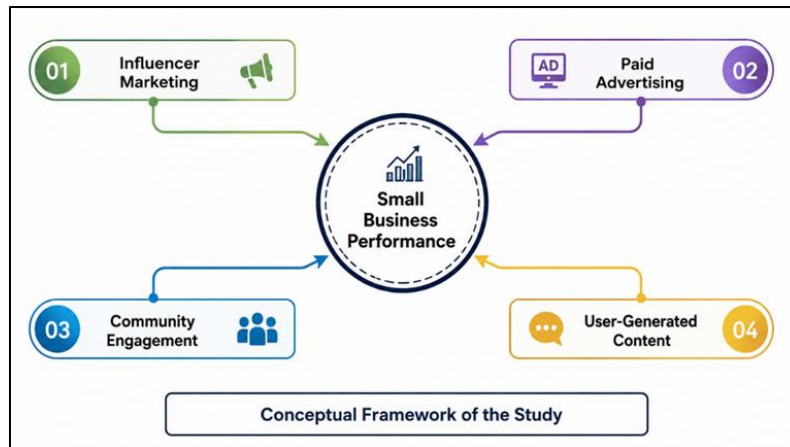 01
Influencer
Marketing
AD
Paid
Advertising
02
Small
Business
Performance
03
Community
Engagement
User-Generated
Content
04
Conceptual Framework of the Study